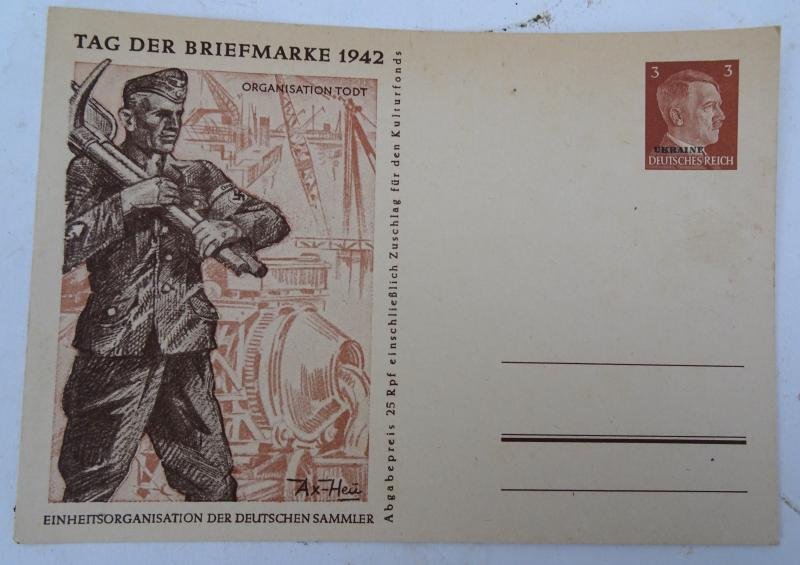 TAG DER BRIEFMARKE 1942
ORGANISATION TODT
Ax-Heu
EINHEITSORGANISATION DER DEUTSCHEN SAMMLER
Abgabepreis 25 Rpf einschließlich Zuschlag für den Kulturfonds
3 3
UKRAINE
DEUTSCHES REICH